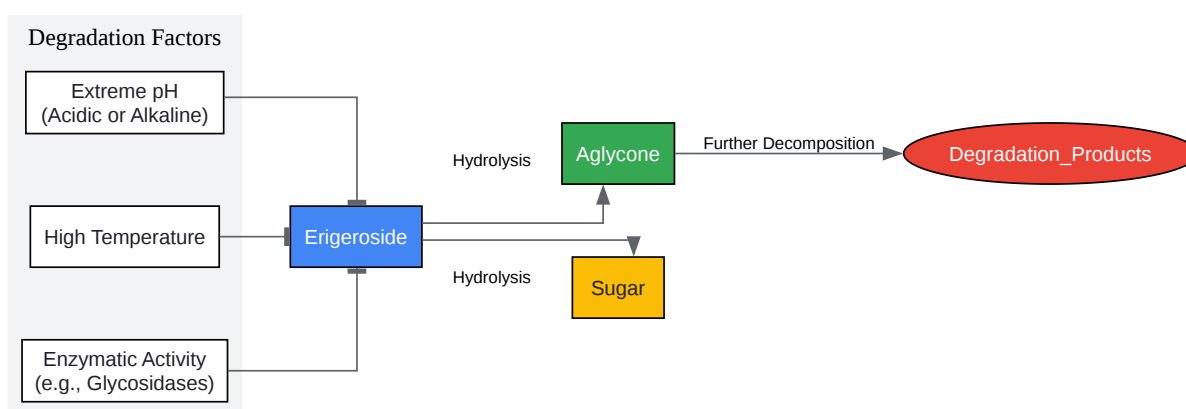 Degradation Factors
Extreme pH
(Acidic or Alkaline)
High Temperature
Enzymatic Activity
(e.g., Glycosidases)
Erigeroside
Hydrolysis
Hydrolysis
Aglycone
Sugar
Further Decomposition
Degradation_Products